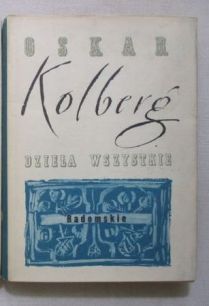 OSKAR
Kolberg
DZIEŁA WSZYSTKIE
Radomskie